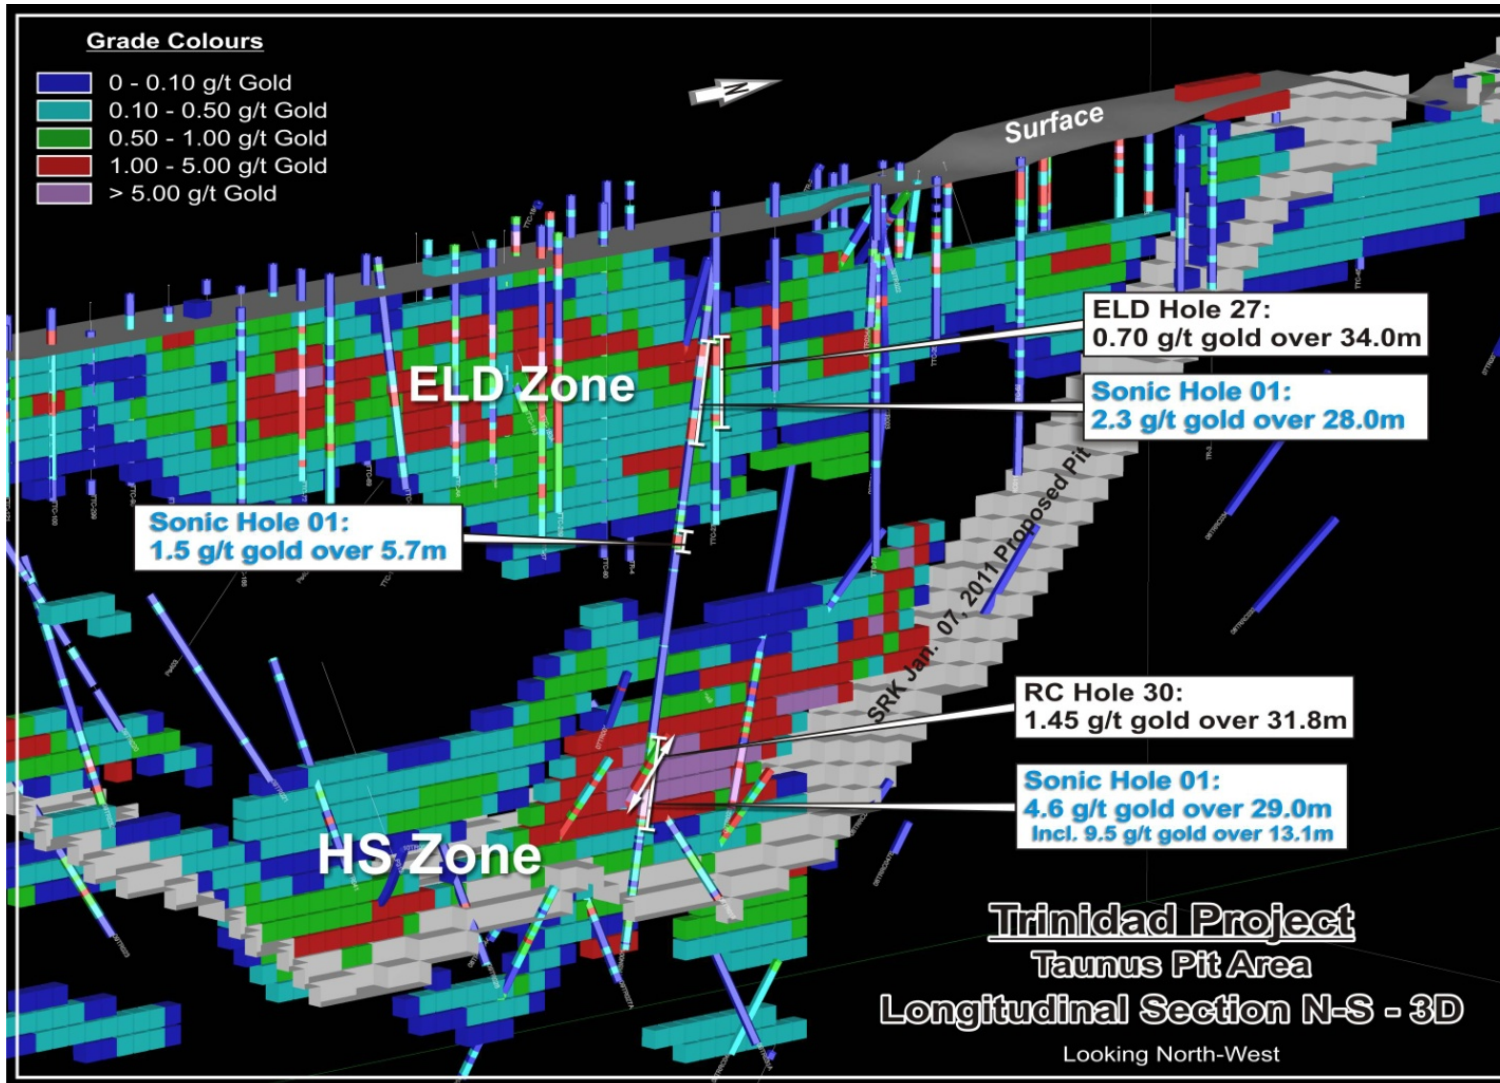 Grade Colours
0 - 0.10 g/t Gold
0.10 - 0.50 g/t Gold
0.50 - 1.00 g/t Gold
1.00 - 5.00 g/t Gold
> 5.00 g/t Gold
N
Surface
ELD Hole 27:
0.70 g/t gold over 34.0m
ELD Zone
Sonic Hole 01:
2.3 g/t gold over 28.0m
Sonic Hole 01:
1.5 g/t gold over 5.7m
SRK Jan. 07, 2011 Proposed Pit
RC Hole 30:
1.45 g/t gold over 31.8m
Sonic Hole 01:
4.6 g/t gold over 29.0m
Incl. 9.5 g/t gold over 13.1m
HS Zone
Trinidad Project
Taunus Pit Area
Longitudinal Section N-S - 3D
Looking North-West